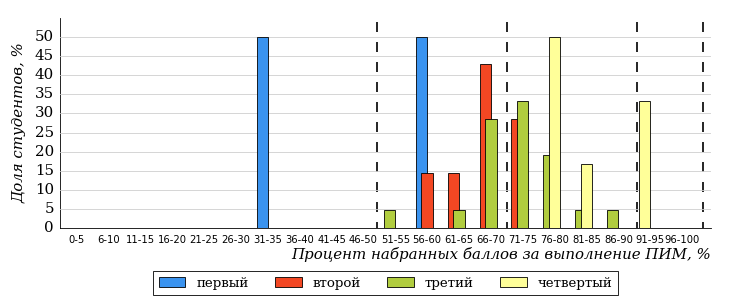 Доля студентов, %
50
45
40
35
30
25
20
15
10
5
0
0-5 6-10 11-15 16-20 21-25 26-30 31-35 36-40 41-45 46-50 51-55 56-60 61-65 66-70 71-75 76-80 81-85 86-90 91-95 96-100
Процент набранных баллов за выполнение ПИМ, %
первый второй третий четвертый